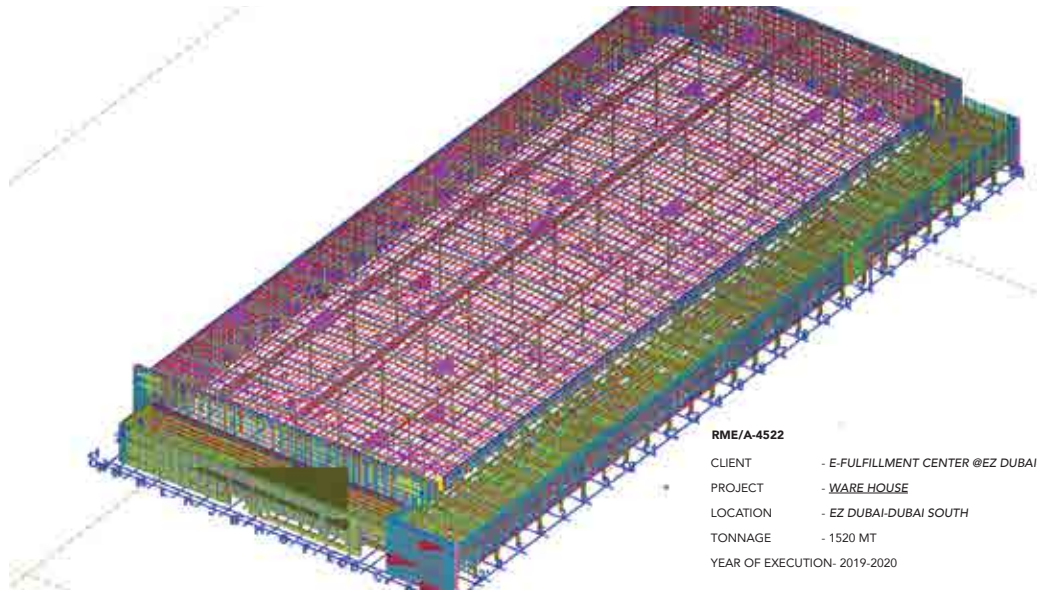 RME/A-4522
CLIENT - E-FULFILLMENT CENTER @EZ DUBAI
PROJECT - WARE HOUSE
LOCATION - EZ DUBAI-DUBAI SOUTH
TONNAGE - 1520 MT
YEAR OF EXECUTION- 2019-2020